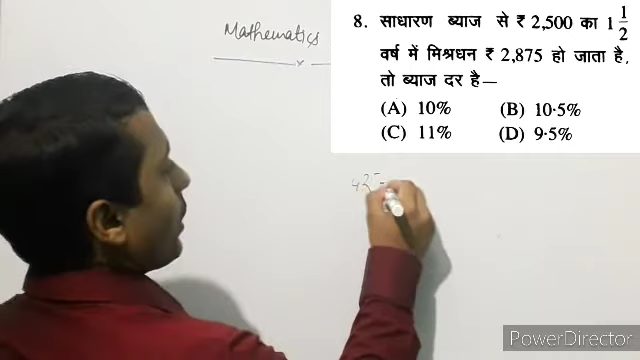 Mathematics
8. साधारण ब्याज से ₹ 2,500 का 1 1/2
वर्ष में मिश्रधन ₹ 2,875 हो जाता है,
तो ब्याज दर है—
(A) 10% (B) 10·5%
(C) 11% (D) 9·5%
PowerDirector